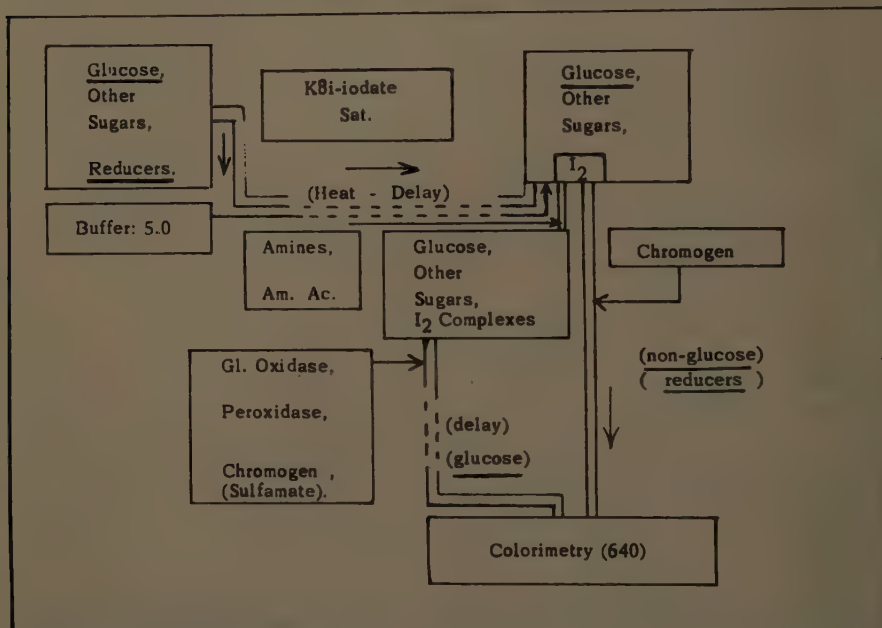 Glucose,
Other
Sugars,
Reducers.
KBi-iodate
Sat.
Glucose,
Other
Sugars,
I2
(Heat - Delay)
Buffer: 5.0
Amines,
Am. Ac.
Glucose,
Other
Sugars,
I2 Complexes
Chromogen
Gl. Oxidase,
Peroxidase,
Chromogen ,
(Sulfamate).
(non-glucose)
( reducers )
(delay)
(glucose)
Colorimetry (640)